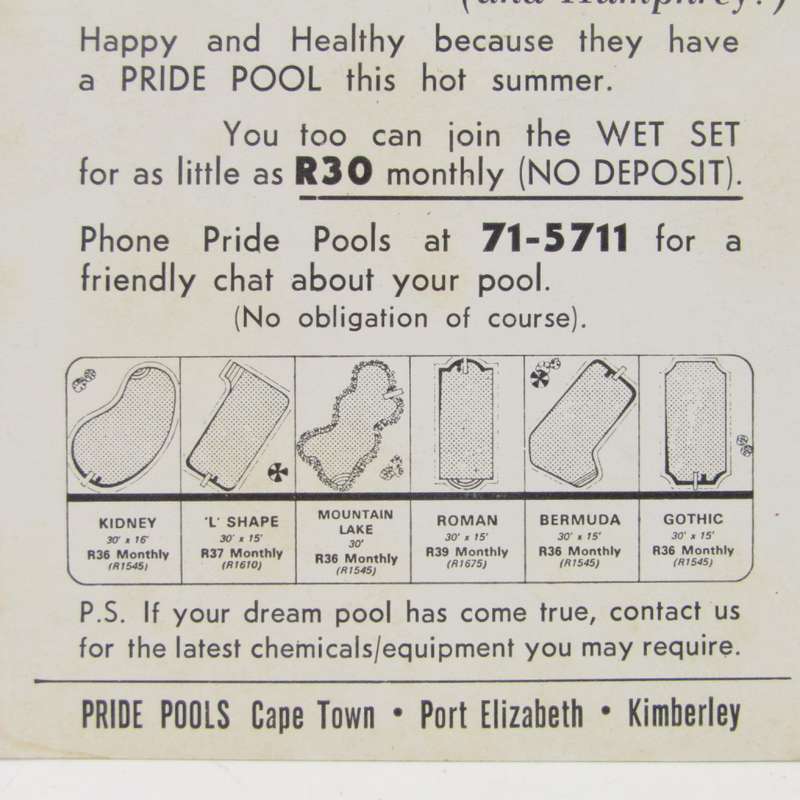 (and Humphrey!)
Happy and Healthy because they have
a PRIDE POOL this hot summer.
You too can join the WET SET
for as little as R30 monthly (NO DEPOSIT).
Phone Pride Pools at 71-5711 for a
friendly chat about your pool.
(No obligation of course).
KIDNEY
30' x 16'
R36 Monthly
(R1545)
'L' SHAPE
30' x 15'
R37 Monthly
(R1610)
MOUNTAIN
LAKE
30'
R36 Monthly
(R1545)
ROMAN
30' x 15'
R39 Monthly
(R1675)
BERMUDA
30' x 15'
R36 Monthly
(R1545)
GOTHIC
30' x 15'
R36 Monthly
(R1545)
P.S. If your dream pool has come true, contact us
for the latest chemicals/equipment you may require.
PRIDE POOLS Cape Town • Port Elizabeth • Kimberley